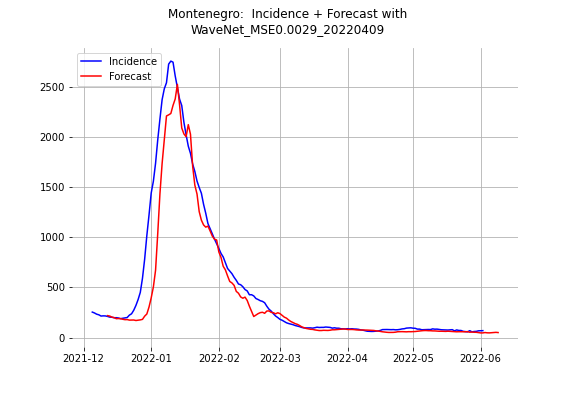 Montenegro:  Incidence + Forecast with
WaveNet_MSE0.0029_20220409
Incidence
Forecast
2500
2000
1500
1000
500
0
2021-12 2022-01 2022-02 2022-03 2022-04 2022-05 2022-06